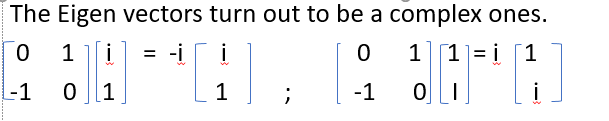 The Eigen vectors turn out to be a complex ones.
0 1 i = -i i 0 1 1 = i 1
-1 0 1 1 ; -1 0 I i